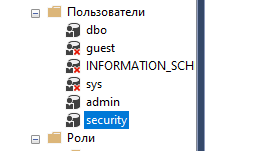 Пользователи
dbo
guest
INFORMATION_SCH
sys
admin
security
Роли